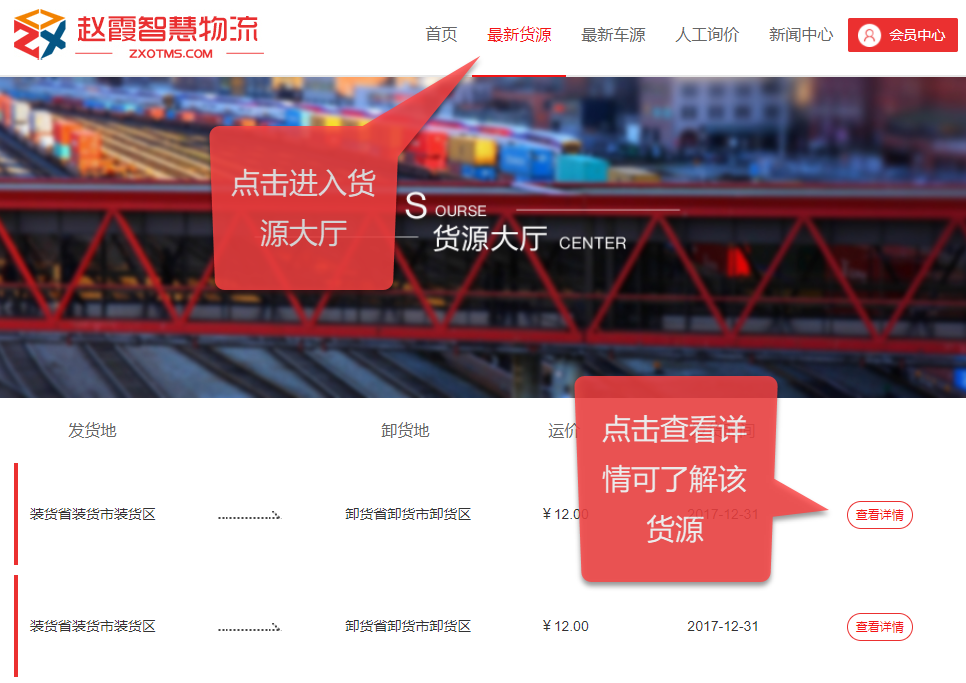 赵霞智慧物流
ZXOTMS.COM
首页 最新货源 最新车源 人工询价 新闻中心 会员中心
点击进入货
源大厅
SOURSE
货源大厅 CENTER
发货地 卸货地 运价
点击查看详
情可了解该
货源
装货省装货市装货区 卸货省卸货市卸货区 ¥12.00 2017-12-31 查看详情
装货省装货市装货区 卸货省卸货市卸货区 ¥12.00 2017-12-31 查看详情